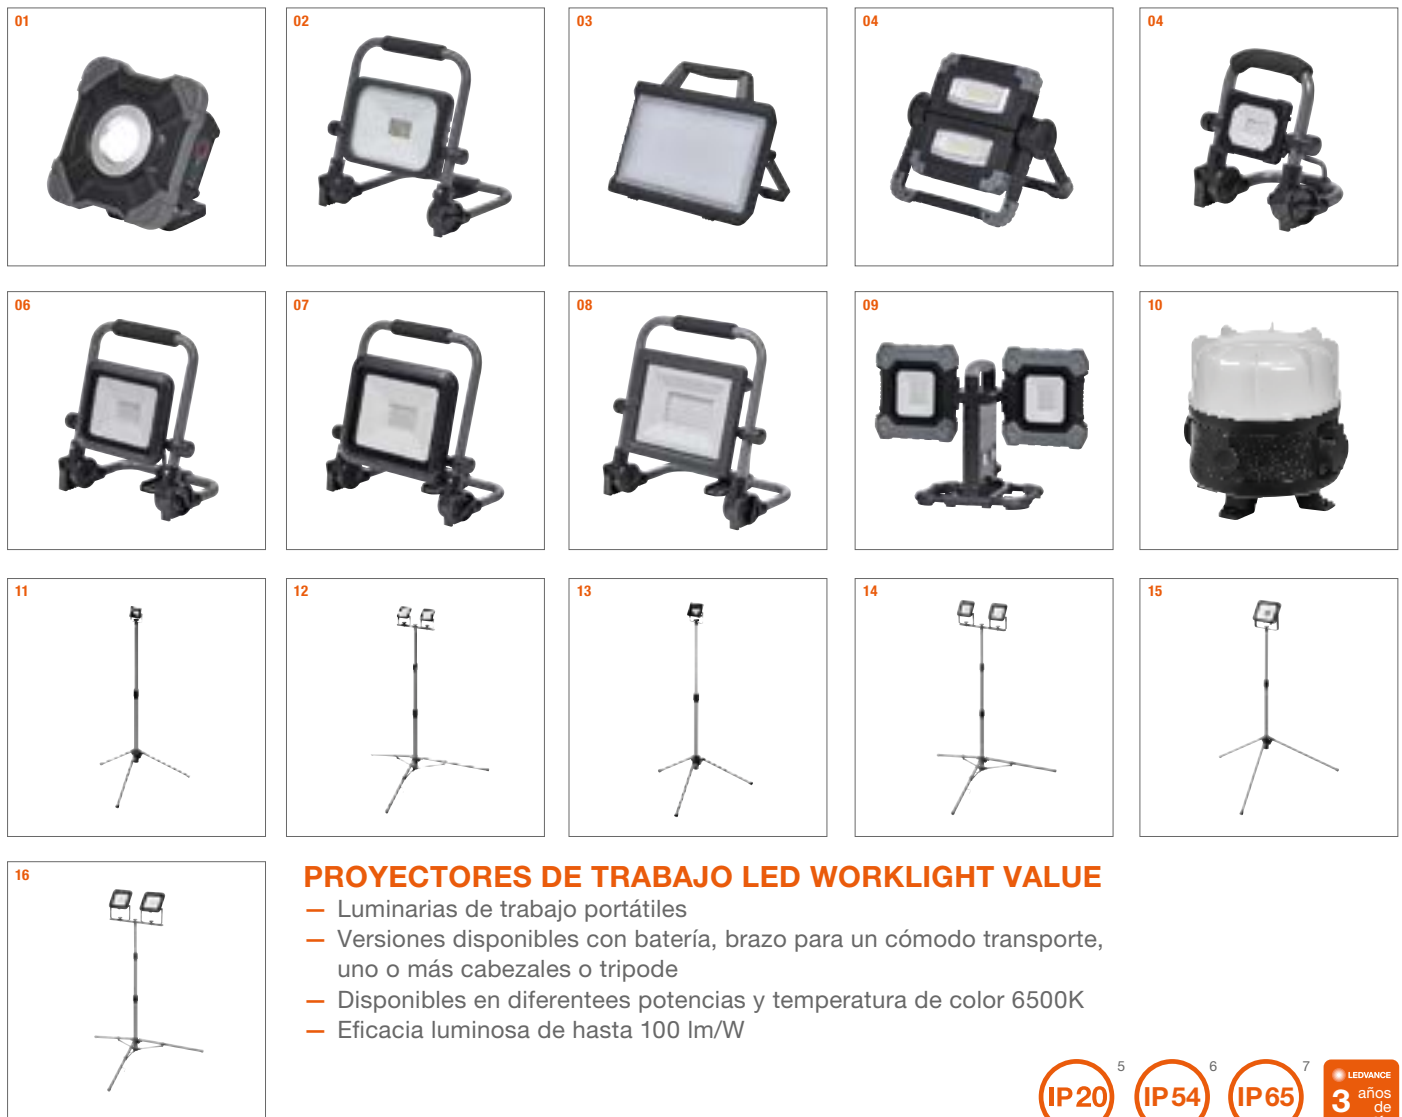 01
02
03
04
04
06
07
08
09
10
11
12
13
14
15
16
PROYECTORES DE TRABAJO LED WORKLIGHT VALUE
— Luminarias de trabajo portátiles
— Versiones disponibles con batería, brazo para un cómodo transporte,
uno o más cabezales o tripode
— Disponibles en diferentees potencias y temperatura de color 6500K
— Eficacia luminosa de hasta 100 lm/W
IP20 5
IP54 6
IP65 7
LEDVANCE
3 años
de